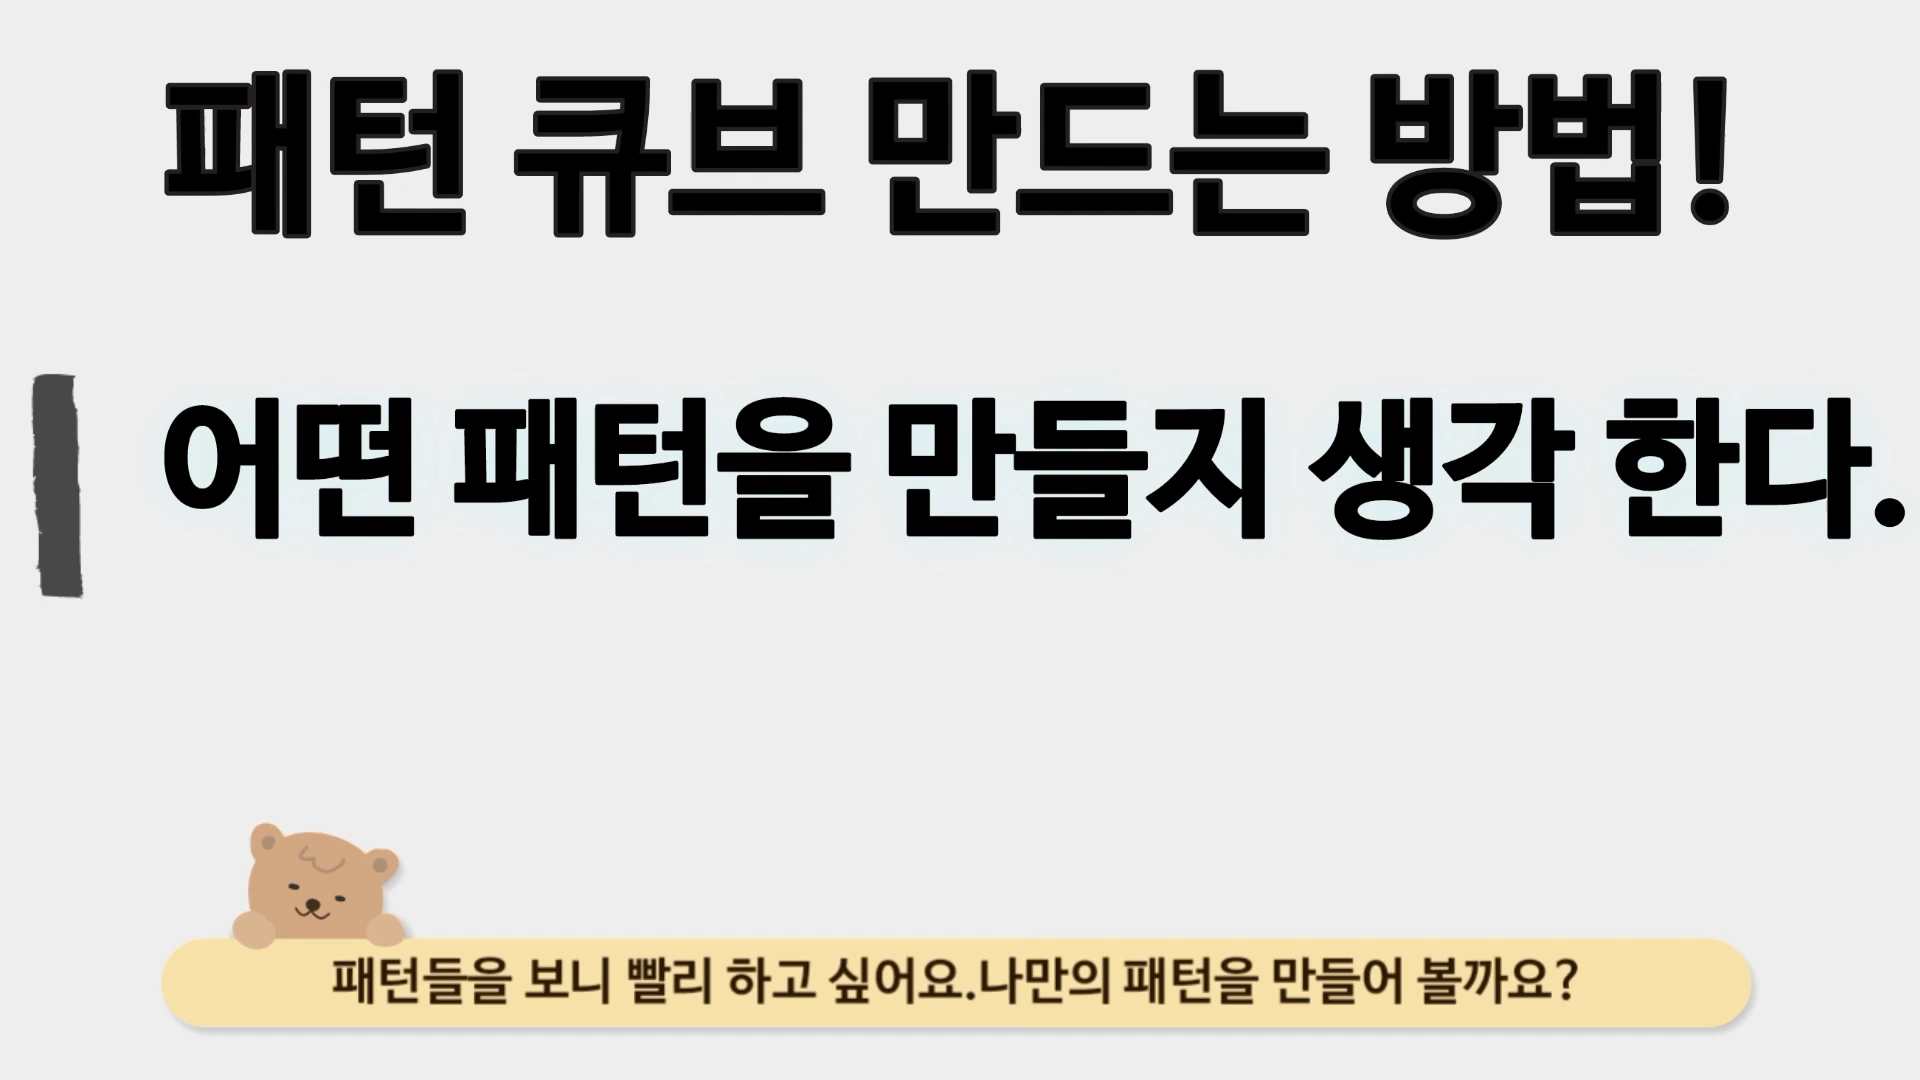 패턴 큐브 만드는 방법!
어떤 패턴을 만들지 생각 한다.
패턴들을 보니 빨리 하고 싶어요.나만의 패턴을 만들어 볼까요?